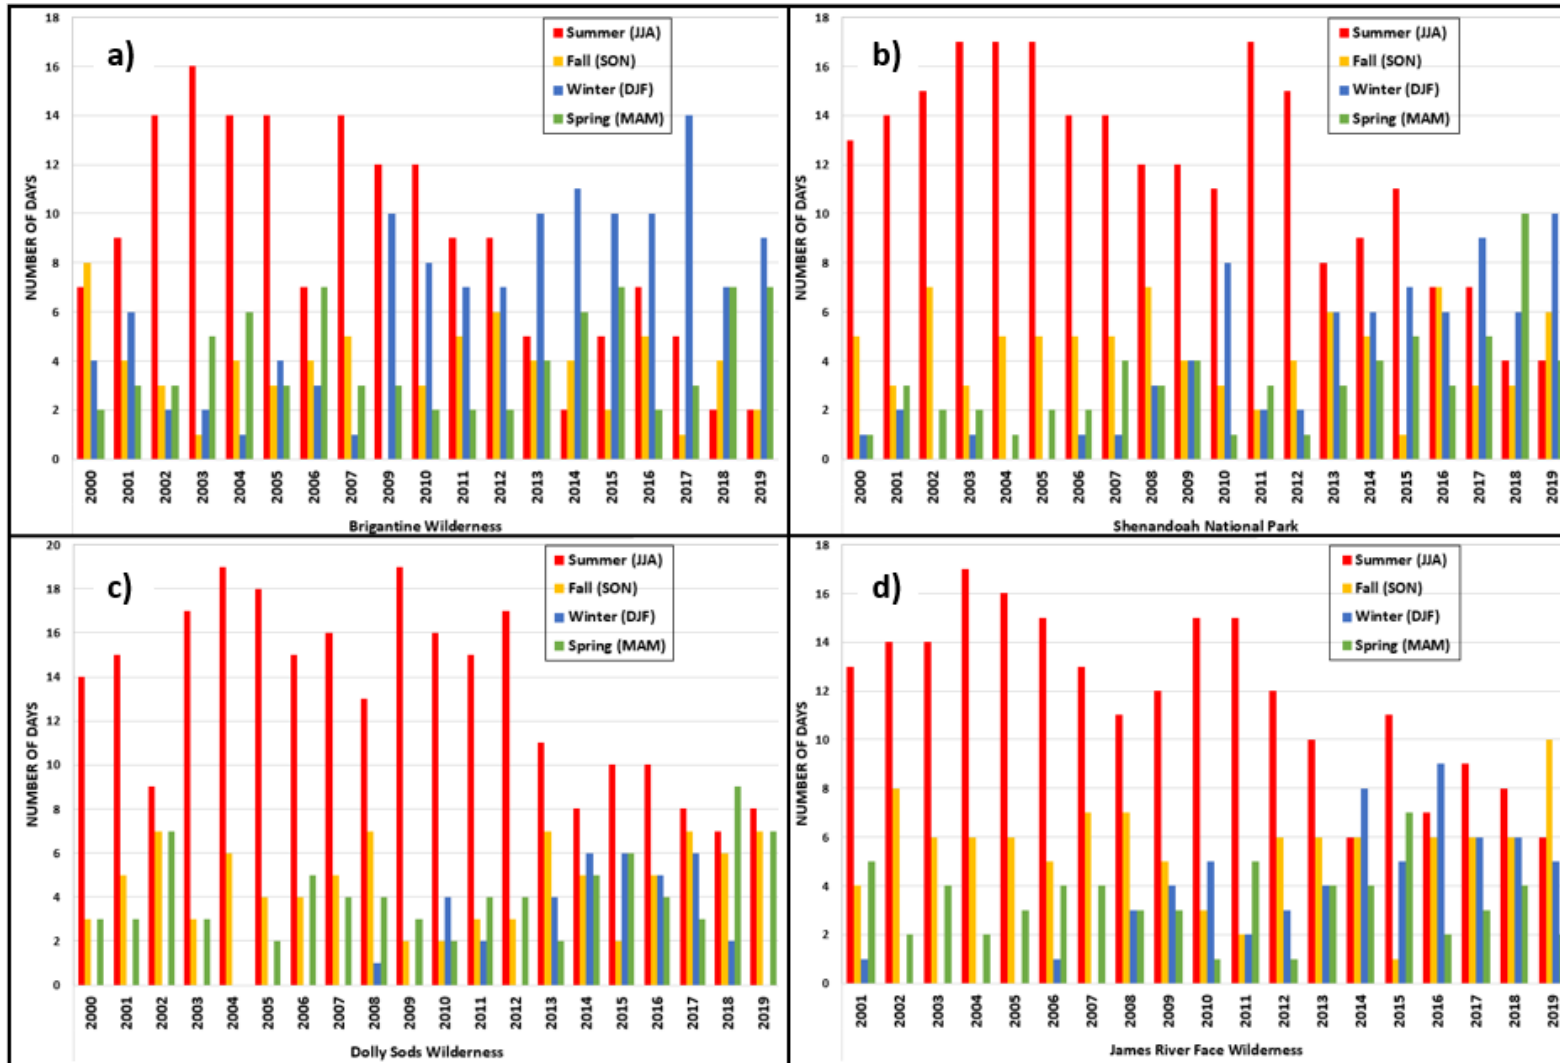 a)
NUMBER OF DAYS
18
16
14
12
10
8
6
4
2
0
Summer (JJA)
Fall (SON)
Winter (DJF)
Spring (MAM)
2000 2001 2002 2003 2004 2005 2006 2007 2009 2010 2011 2012 2013 2014 2015 2016 2017 2018 2019
Brigantine Wilderness
b)
NUMBER OF DAYS
18
16
14
12
10
8
6
4
2
0
Summer (JJA)
Fall (SON)
Winter (DJF)
Spring (MAM)
2000 2001 2002 2003 2004 2005 2006 2007 2008 2009 2010 2011 2012 2013 2014 2015 2016 2017 2018 2019
Shenandoah National Park
c)
NUMBER OF DAYS
20
18
16
14
12
10
8
6
4
2
0
Summer (JJA)
Fall (SON)
Winter (DJF)
Spring (MAM)
2000 2001 2002 2003 2004 2005 2006 2007 2008 2009 2010 2011 2012 2013 2014 2015 2016 2017 2018 2019
Dolly Sods Wilderness
d)
NUMBER OF DAYS
18
16
14
12
10
8
6
4
2
0
Summer (JJA)
Fall (SON)
Winter (DJF)
Spring (MAM)
2001 2002 2003 2004 2005 2006 2007 2008 2009 2010 2011 2012 2013 2014 2015 2016 2017 2018 2019
James River Face Wilderness